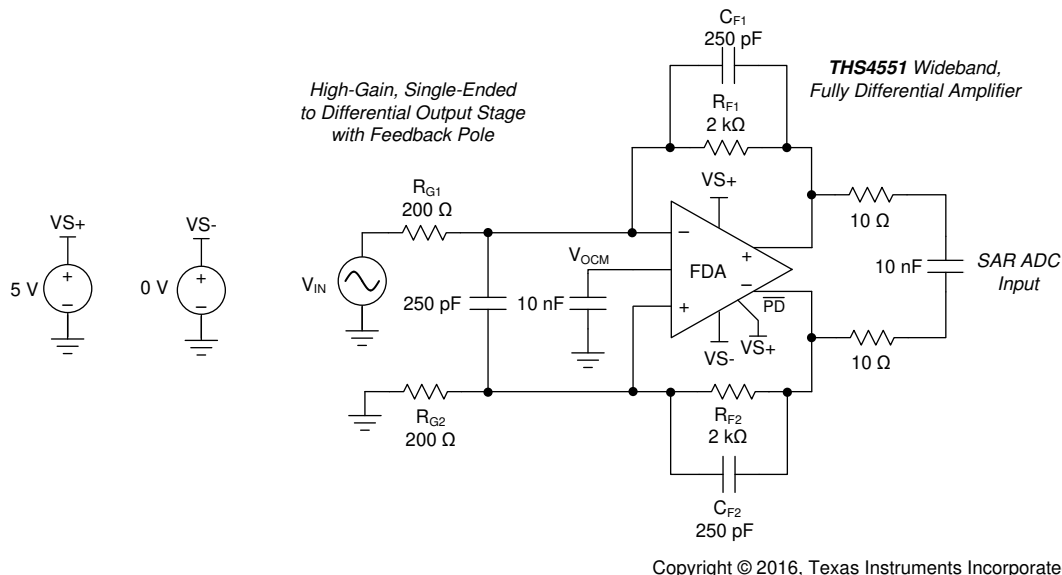 C_F1
250 pF
THS4551 Wideband,
Fully Differential Amplifier
High-Gain, Single-Ended
to Differential Output Stage
with Feedback Pole
R_F1
2 kΩ
R_G1
200 Ω
VS+
10 Ω
VS+
VS-
V_OCM
5 V
+
−
0 V
+
−
V_IN
250 pF
10 nF
−
+
FDA
+
−
PD
VS-
VS+
10 nF
SAR ADC
Input
10 Ω
R_G2
200 Ω
R_F2
2 kΩ
C_F2
250 pF
Copyright © 2016, Texas Instruments Incorporate